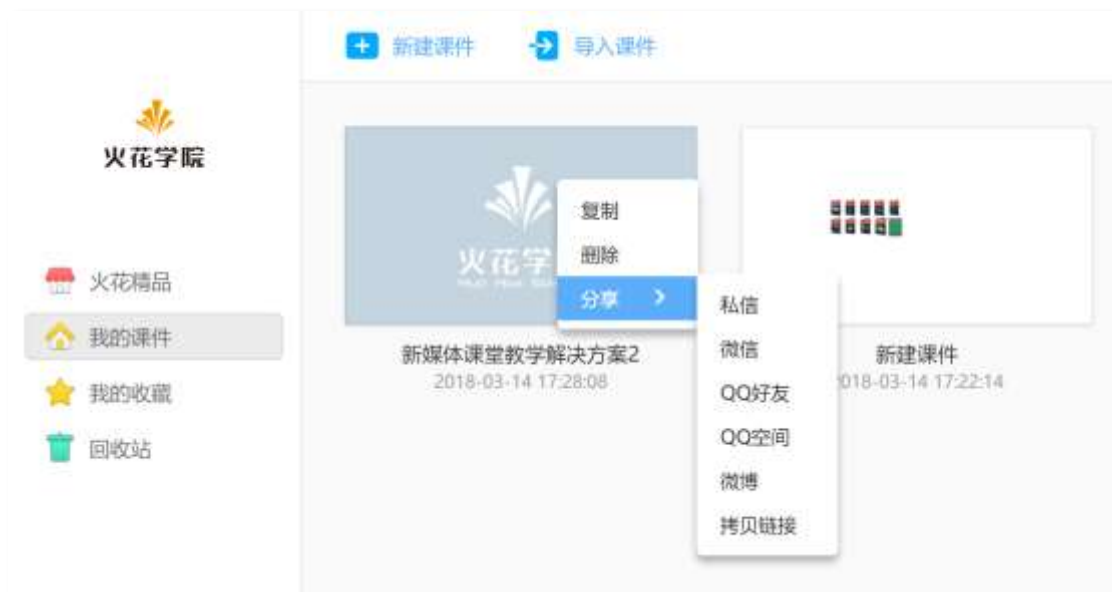 新建课件
导入课件
火花学院
火花精品
我的课件
我的收藏
回收站
火花学
复制
删除
分享
私信
微信
QQ好友
QQ空间
微博
拷贝链接
新媒体课堂教学解决方案2
2018-03-14 17:28:08
新建课件
018-03-14 17:22:14